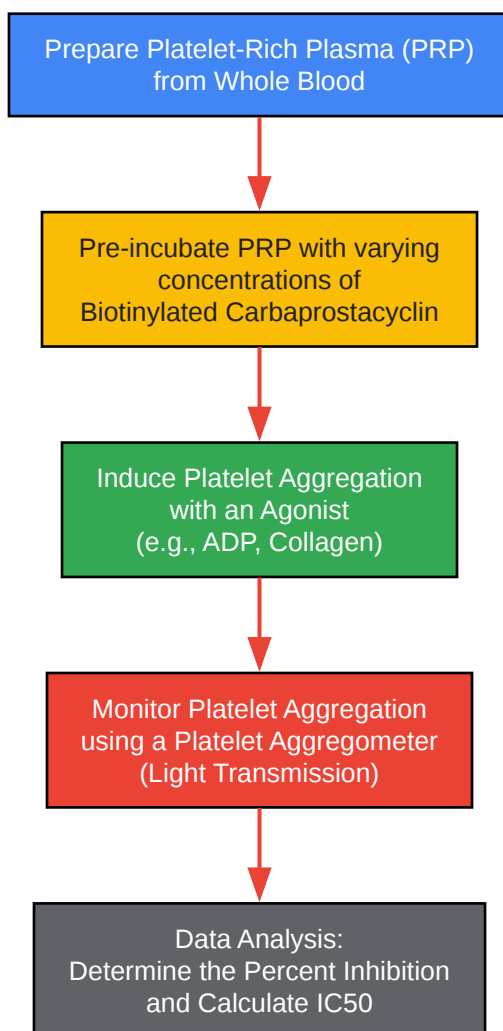 Prepare Platelet-Rich Plasma (PRP)
from Whole Blood
Pre-incubate PRP with varying
concentrations of
Biotinylated Carbaprostacyclin
Induce Platelet Aggregation
with an Agonist
(e.g., ADP, Collagen)
Monitor Platelet Aggregation
using a Platelet Aggregometer
(Light Transmission)
Data Analysis:
Determine the Percent Inhibition
and Calculate IC50